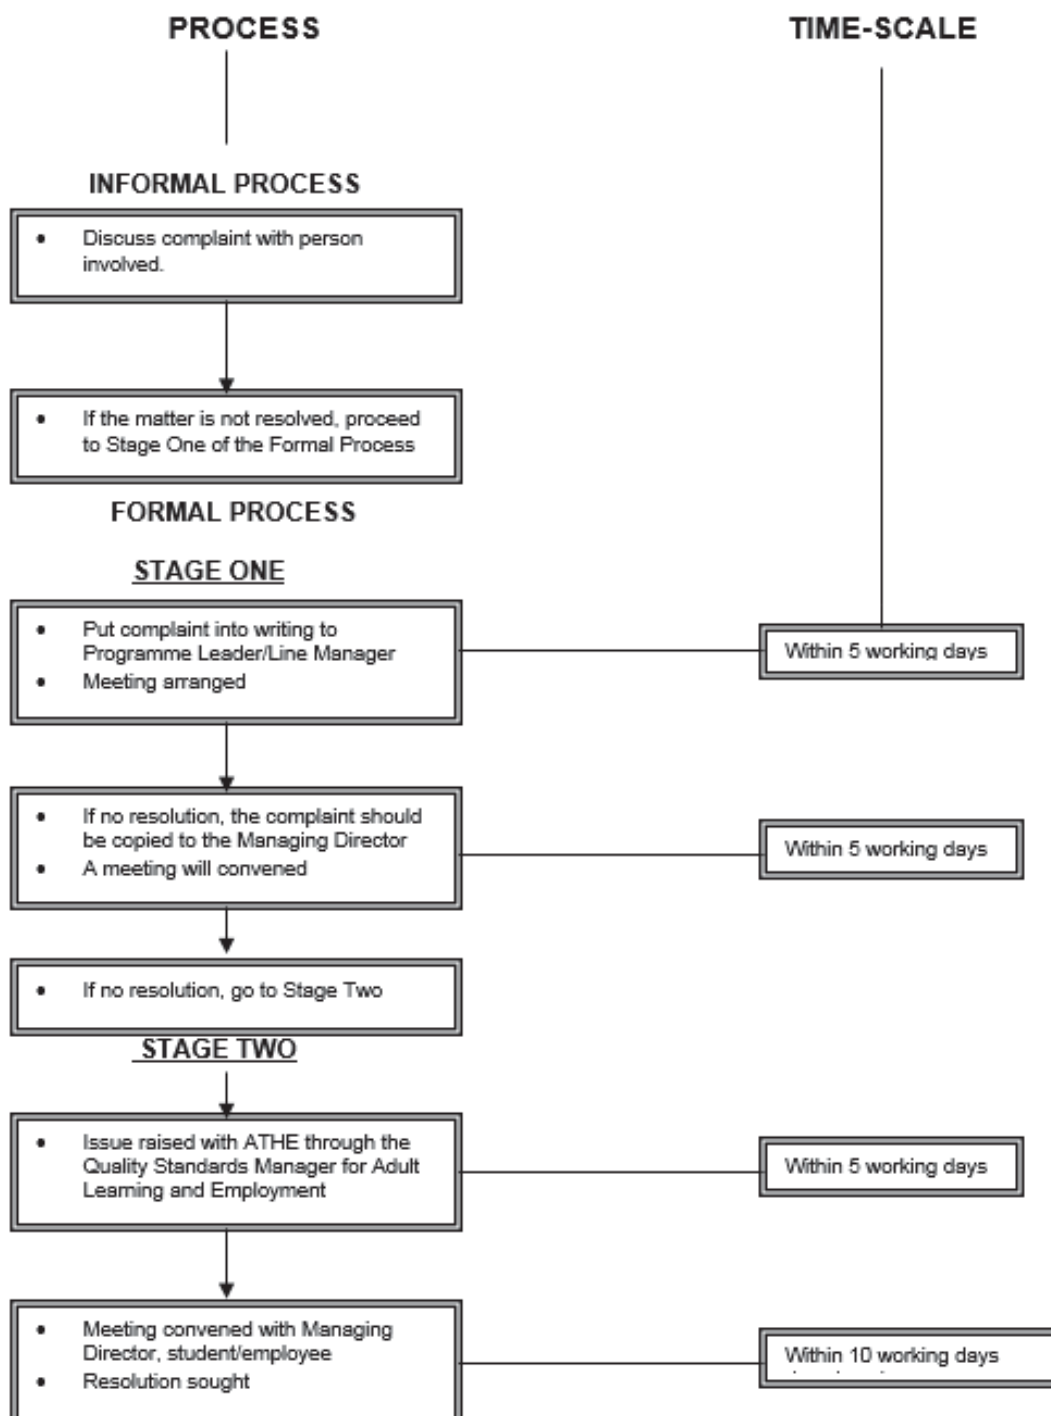 PROCESS
TIME-SCALE
INFORMAL PROCESS
• Discuss complaint with person
involved.
• If the matter is not resolved, proceed
to Stage One of the Formal Process
FORMAL PROCESS
STAGE ONE
• Put complaint into writing to
Programme Leader/Line Manager
• Meeting arranged
Within 5 working days
• If no resolution, the complaint should
be copied to the Managing Director
• A meeting will convened
Within 5 working days
• If no resolution, go to Stage Two
STAGE TWO
• Issue raised with ATHE through the
Quality Standards Manager for Adult
Learning and Employment
Within 5 working days
• Meeting convened with Managing
Director, student/employee
• Resolution sought
Within 10 working days